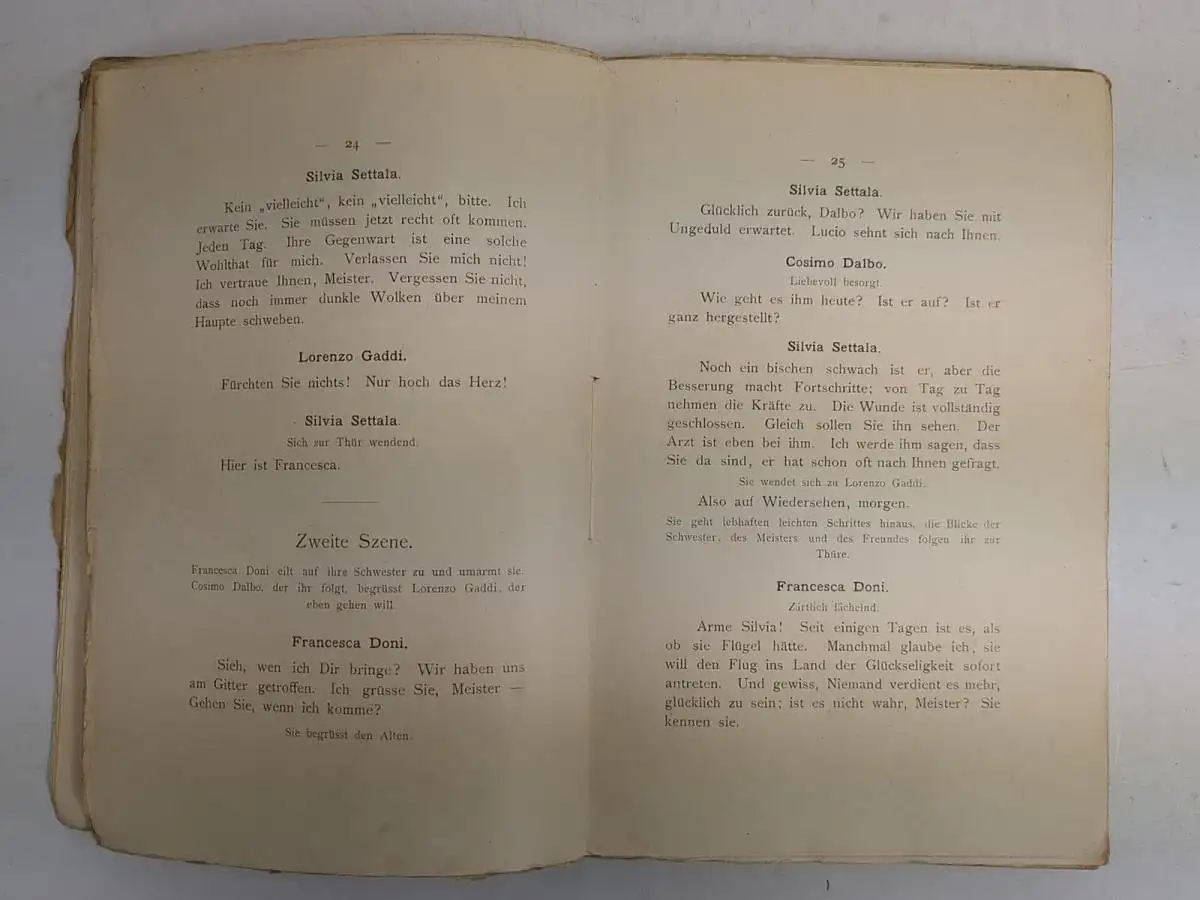 — 24 —
Silvia Settala.
Kein „vielleicht“, kein „vielleicht“, bitte. Ich
erwarte Sie. Sie müssen jetzt recht oft kommen.
Jeden Tag. Ihre Gegenwart ist eine solche
Wohlthat für mich. Verlassen Sie mich nicht!
Ich vertraue Ihnen, Meister. Vergessen Sie nicht,
dass noch immer dunkle Wolken über meinem
Haupte schweben.
Lorenzo Gaddi.
Fürchten Sie nichts! Nur hoch das Herz!
Silvia Settala.
Sich zur Thür wendend.
Hier ist Francesca.
Zweite Szene.
Francesca Doni eilt auf ihre Schwester zu und umarmt sie.
Cosimo Dalbo, der ihr folgt, begrüsst Lorenzo Gaddi, der
eben gehen will.
Francesca Doni.
Sieh, wen ich Dir bringe? Wir haben uns
am Gitter getroffen. Ich grüsse Sie, Meister —
Gehen Sie, wenn ich komme?
Sie begrüsst den Alten.
— 25 —
Silvia Settala.
Glücklich zurück, Dalbo? Wir haben Sie mit
Ungeduld erwartet. Lucio sehnt sich nach Ihnen.
Cosimo Dalbo.
Liebevoll besorgt.
Wie geht es ihm heute? Ist er auf? Ist er
ganz hergestellt?
Silvia Settala.
Noch ein bischen schwach ist er, aber die
Besserung macht Fortschritte; von Tag zu Tag
nehmen die Kräfte zu. Die Wunde ist vollständig
geschlossen. Gleich sollen Sie ihn sehen. Der
Arzt ist eben bei ihm. Ich werde ihm sagen, dass
Sie da sind, er hat schon oft nach Ihnen gefragt.
Sie wendet sich zu Lorenzo Gaddi.
Also auf Wiedersehen, morgen.
Sie geht lebhaften leichten Schrittes hinaus, die Blicke der
Schwester, des Meisters und des Freundes folgen ihr zur
Thüre.
Francesca Doni.
Zärtlich lächelnd.
Arme Silvia! Seit einigen Tagen ist es, als
ob sie Flügel hätte. Manchmal glaube ich, sie
will den Flug ins Land der Glückseligkeit sofort
antreten. Und gewiss, Niemand verdient es mehr,
glücklich zu sein; ist es nicht wahr, Meister? Sie
kennen sie.